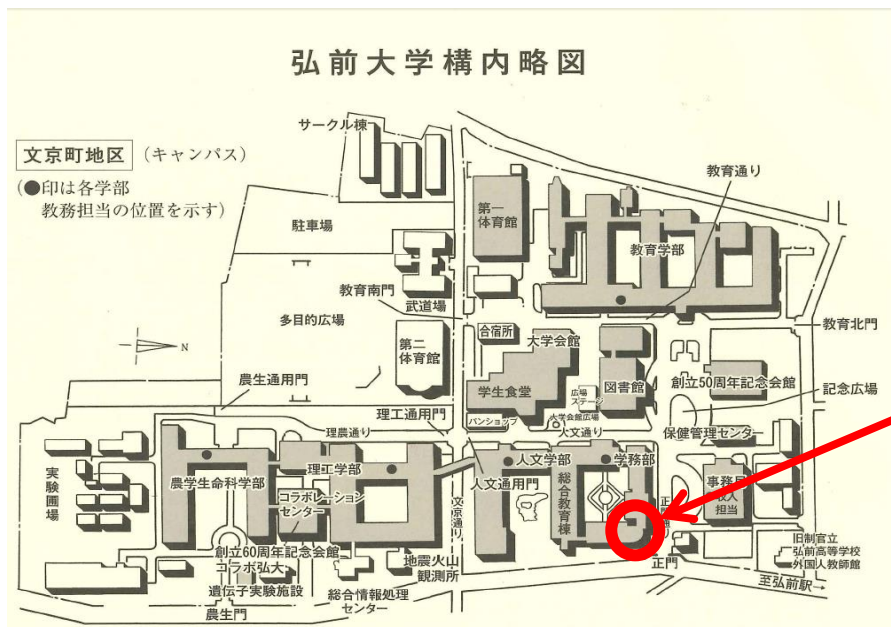 弘前大学構内略図
文京町地区 (キャンパス)
(●印は各学部
教務担当の位置を示す)
サークル棟
駐車場
教育通り
第一体育館
教育学部
教育南門
武道場
多目的広場
合宿所
大学会館
教育北門
第二体育館
学生食堂
広場ステージ
図書館
創立50周年記念会館
記念広場
農生通用門
理工通用門
パンショップ
大学会館広場
理農通り
人文通り
保健管理センター
実験圃場
農学生命科学部
理工学部
コラボレーションセンター
文京通り
人文通用門
人文学部
学務部
総合教育棟
事務局
担当
創立60周年記念会館
コラボ弘大
地震火山観測所
遺伝子実験施設
総合情報処理センター
農生門
正門
旧制官立
弘前高等学校
外国人教師館
至弘前駅→
N